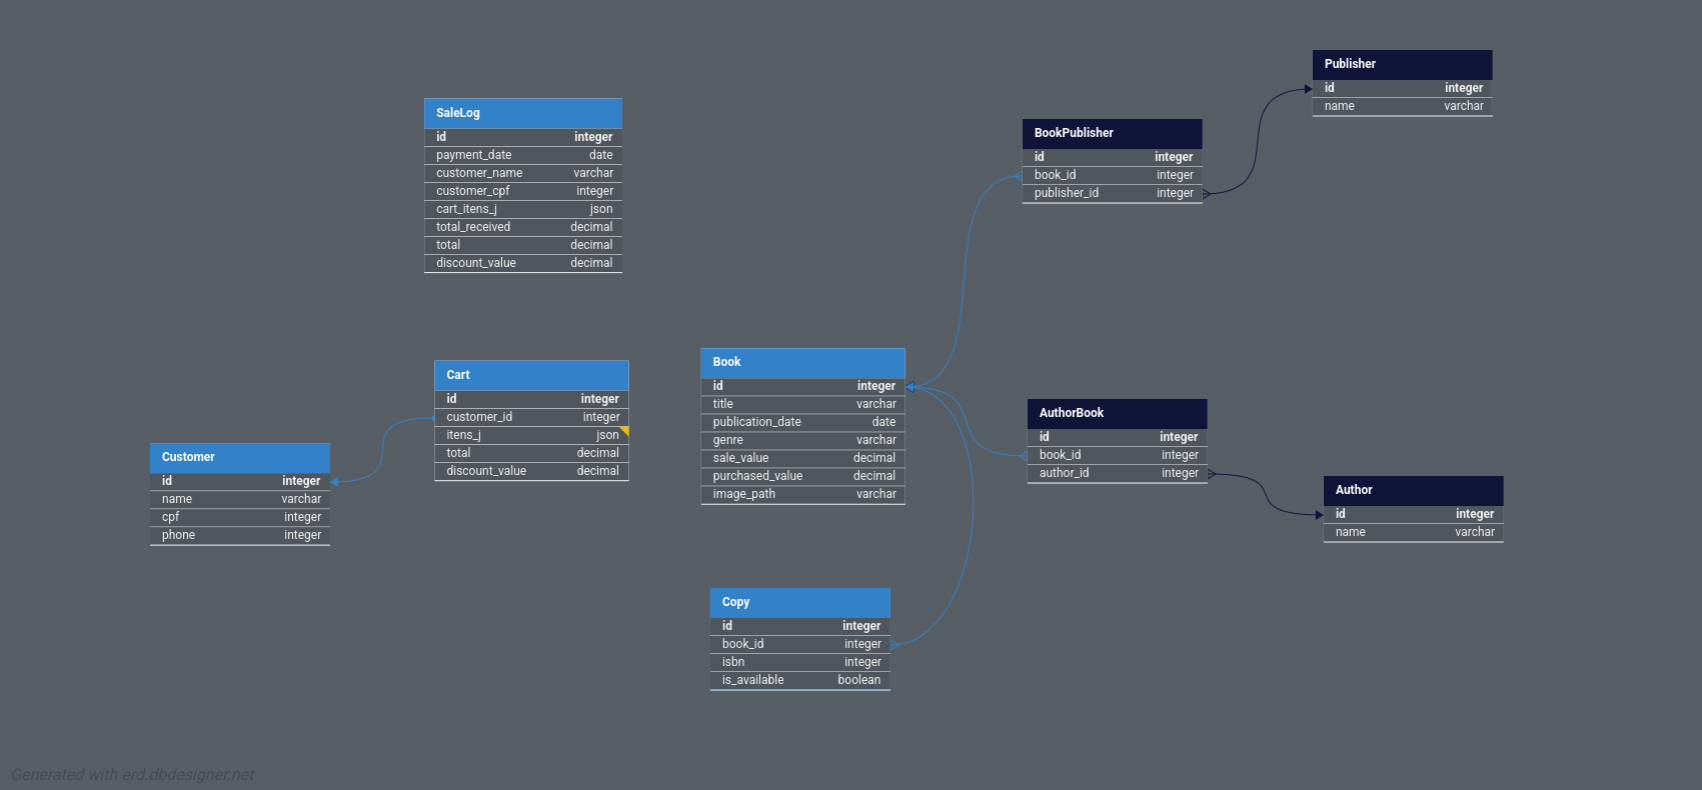 Publisher
id integer
name varchar
SaleLog
id integer
payment_date date
customer_name varchar
customer_cpf integer
cart_itens_j json
total_received decimal
total decimal
discount_value decimal
BookPublisher
id integer
book_id integer
publisher_id integer
Cart
id integer
customer_id integer
itens_j json
total decimal
discount_value decimal
Book
id integer
title varchar
publication_date date
genre varchar
sale_value decimal
purchased_value decimal
image_path varchar
AuthorBook
id integer
book_id integer
author_id integer
Customer
id integer
name varchar
cpf integer
phone integer
Author
id integer
name varchar
Copy
id integer
book_id integer
isbn integer
is_available boolean
Generated with erd.dbdesigner.net